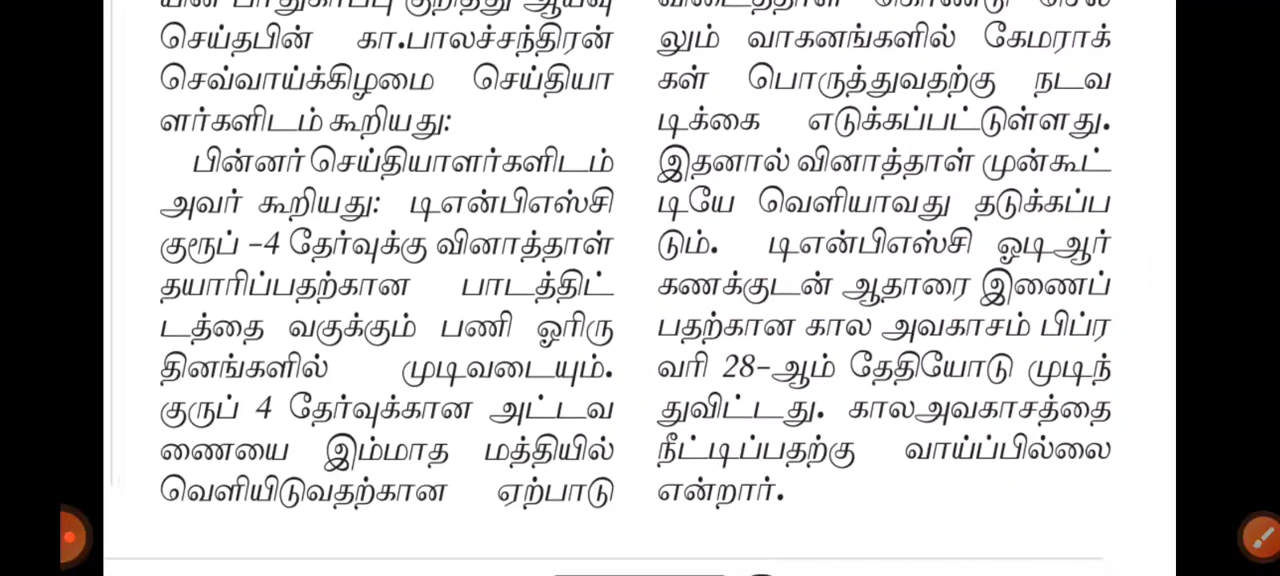 யின் பாதுகாப்பு குறித்து ஆய்வு
செய்தபின் கா.பாலச்சந்திரன்
செவ்வாய்க்கிழமை செய்தியா
ளர்களிடம் கூறியது:
பின்னர் செய்தியாளர்களிடம்
அவர் கூறியது: டிஎன்பிஎஸ்சி
குரூப் -4 தேர்வுக்கு வினாத்தாள்
தயாரிப்பதற்கான பாடத்திட்
டத்தை வகுக்கும் பணி ஓரிரு
தினங்களில் முடிவடையும்.
குருப் 4 தேர்வுக்கான அட்டவ
ணையை இம்மாத மத்தியில்
வெளியிடுவதற்கான ஏற்பாடு
விடைத்தாள் கொண்டு செல்
லும் வாகனங்களில் கேமராக்
கள் பொருத்துவதற்கு நடவ
டிக்கை எடுக்கப்பட்டுள்ளது.
இதனால் வினாத்தாள் முன்கூட்
டியே வெளியாவது தடுக்கப்ப
டும். டிஎன்பிஎஸ்சி ஓடிஆர்
கணக்குடன் ஆதாரை இணைப்
பதற்கான கால அவகாசம் பிப்ர
வரி 28-ஆம் தேதியோடு முடிந்
துவிட்டது. காலஅவகாசத்தை
நீட்டிப்பதற்கு வாய்ப்பில்லை
என்றார்.